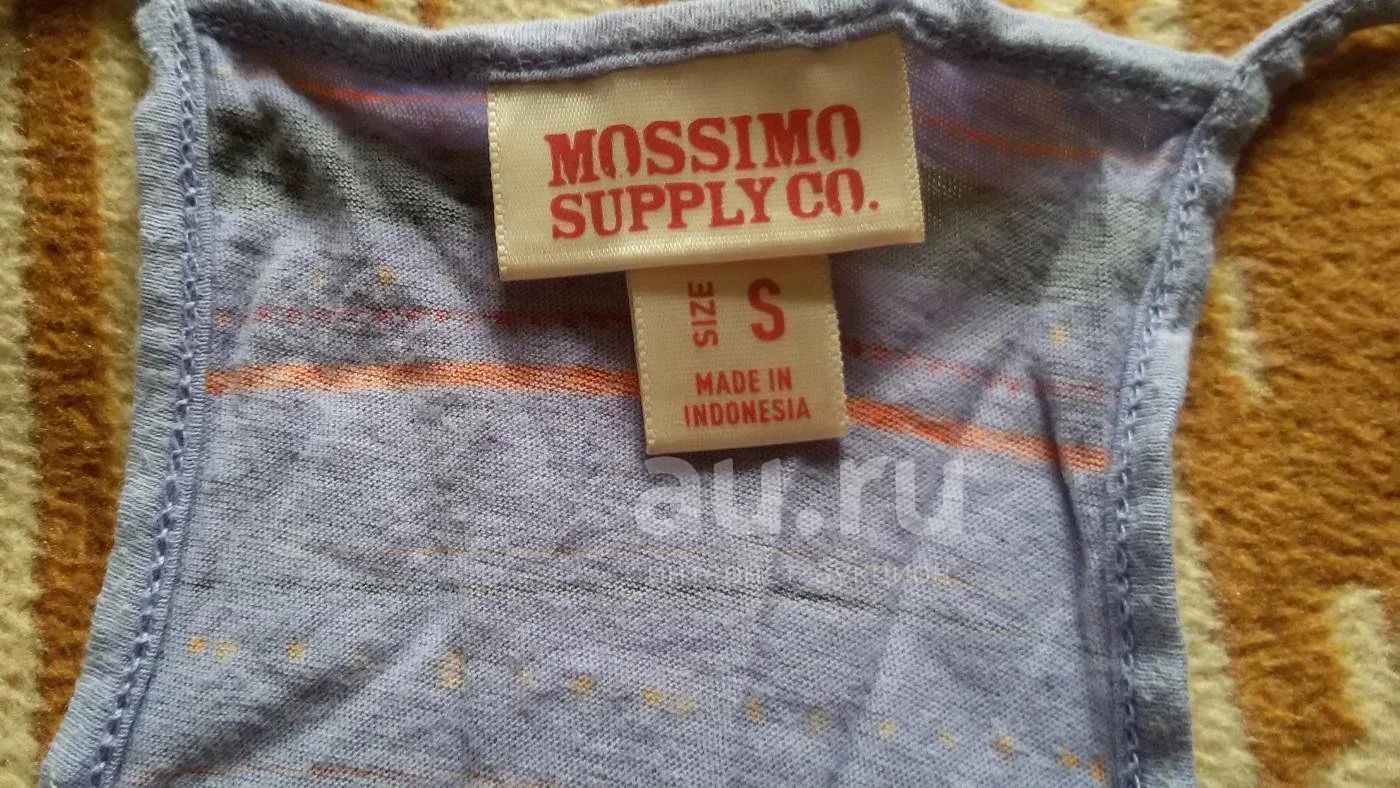 MOSSIMO
SUPPLY CO.
SIZE S
MADE IN
INDONESIA
au.ru